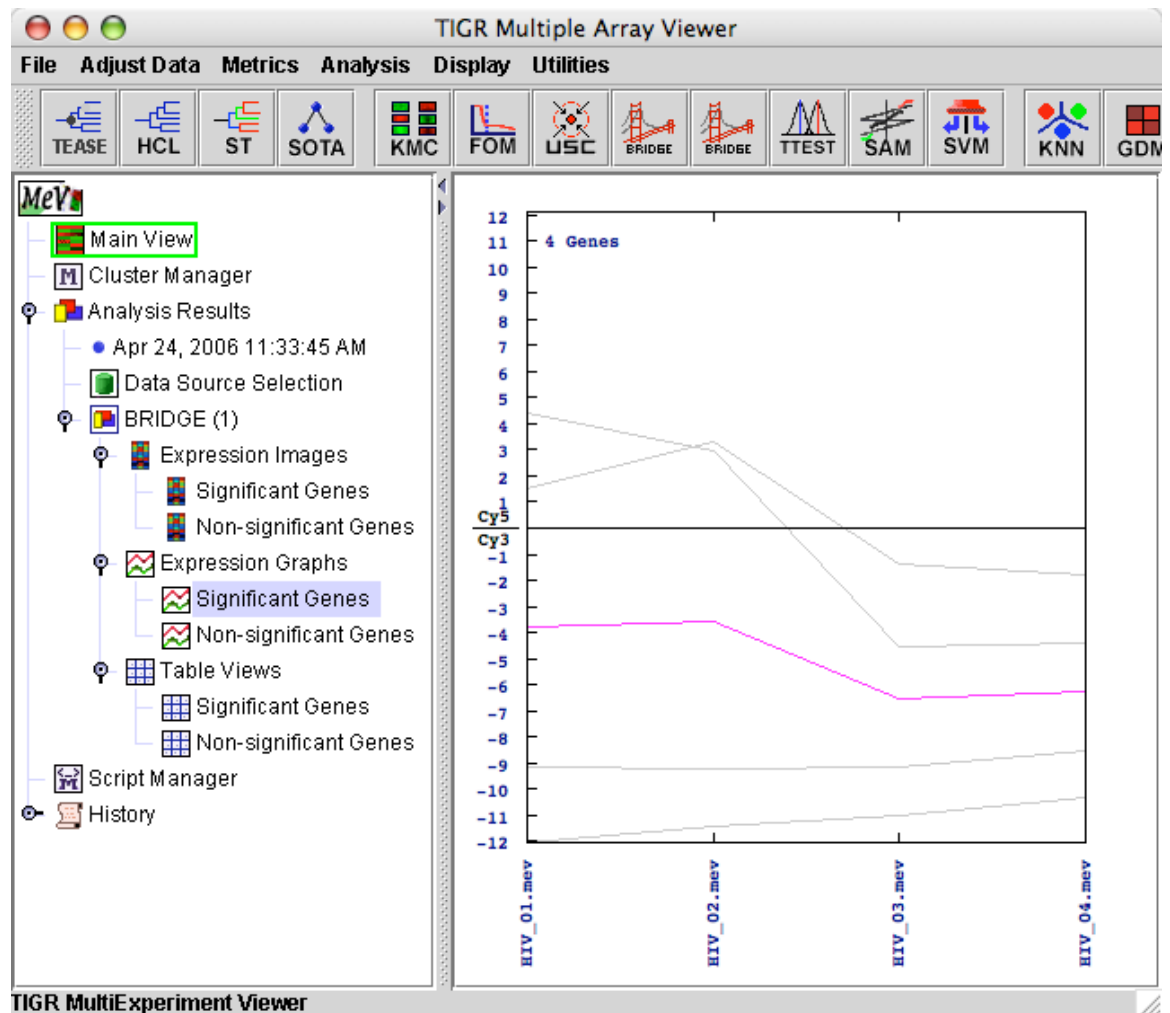 TIGR Multiple Array Viewer
File Adjust Data Metrics Analysis Display Utilities
TEASE HCL ST SOTA KMC FOM USC BRIDGE BRIDGE TTEST SAM SVM KNN GDM
MeV
Main View
M Cluster Manager
Analysis Results
Apr 24, 2006 11:33:45 AM
Data Source Selection
BRIDGE (1)
Expression Images
Significant Genes
Non-significant Genes
Expression Graphs
Significant Genes
Non-significant Genes
Table Views
Significant Genes
Non-significant Genes
Script Manager
History
12
11
4 Genes
10
9
8
7
6
5
4
3
2
1
Cy5
Cy3
-1
-2
-3
-4
-5
-6
-7
-8
-9
-10
-11
-12
HIV_01.mev
HIV_02.mev
HIV_03.mev
HIV_04.mev
TIGR MultiExperiment Viewer